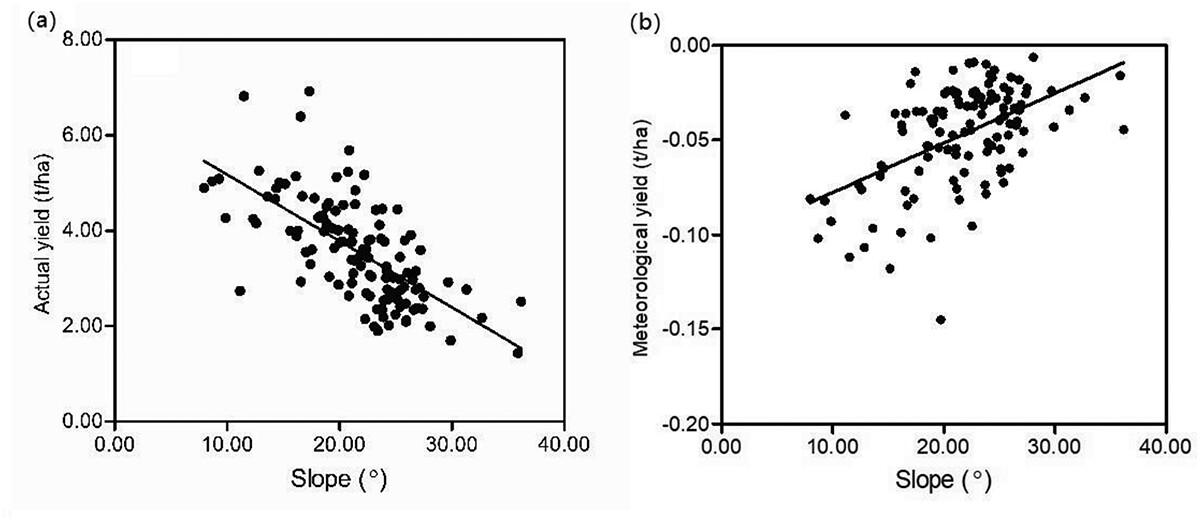 (a)
8.00
6.00
4.00
2.00
0.00
Actual yield (t/ha)
0.00 10.00 20.00 30.00 40.00
Slope (°)
(b)
0.00
-0.05
-0.10
-0.15
-0.20
Meteorological yield (t/ha)
0.00 10.00 20.00 30.00 40.00
Slope (°)